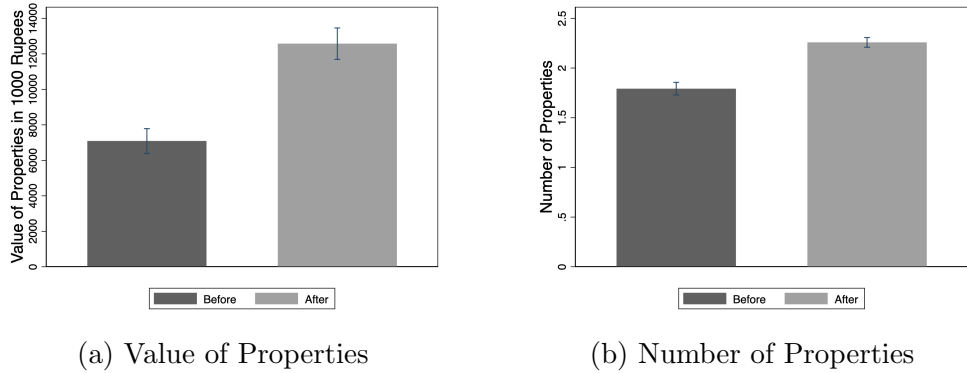 Value of Properties in 1000 Rupees
14000
12000
10000
8000
6000
4000
2000
0
Before After
(a) Value of Properties
Number of Properties
2.5
2
1.5
1
.5
0
Before After
(b) Number of Properties